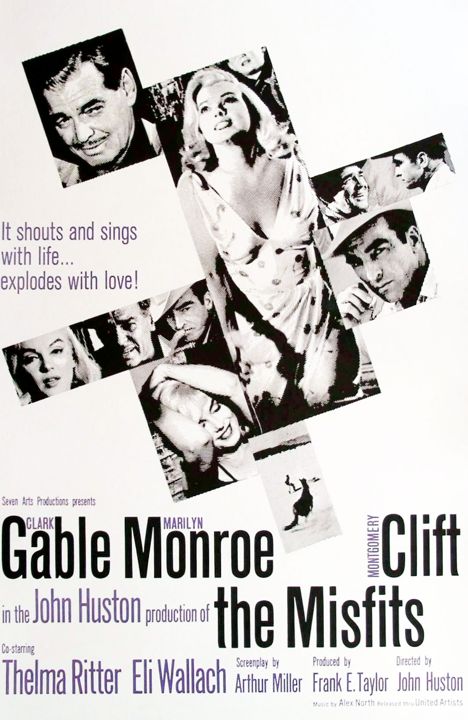 It shouts and sings
with life...
explodes with love!
Seven Arts Productions presents
CLARK MARILYN MONTGOMERY
Gable Monroe Clift
in the John Huston production of the Misfits
Co-starring Screenplay by Produced by Directed by
Thelma Ritter Eli Wallach Arthur Miller Frank E. Taylor John Huston
Music by Alex North Released thru United Artists